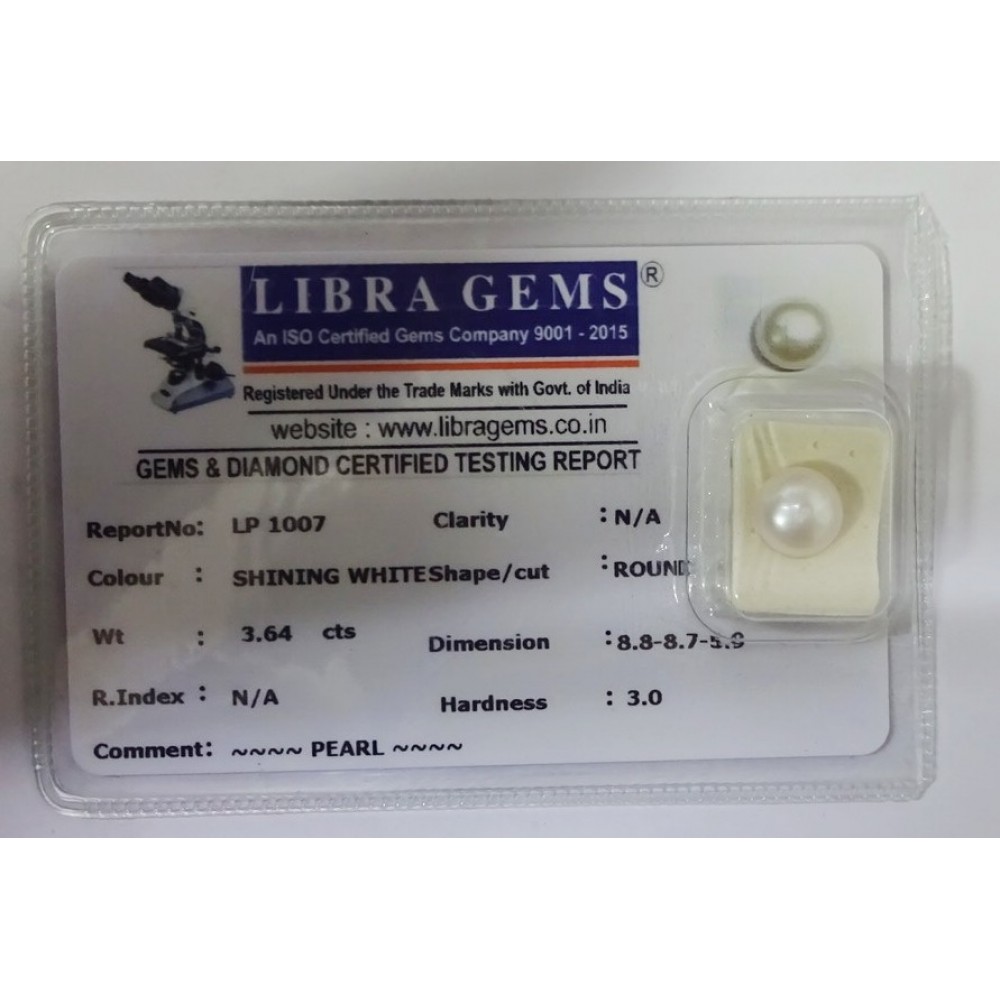 LIBRA GEMS ®
An ISO Certified Gems Company 9001 - 2015
Registered Under the Trade Marks with Govt. of India
website : www.libragems.co.in
GEMS & DIAMOND CERTIFIED TESTING REPORT
ReportNo: LP 1007 Clarity : N/A
Colour : SHINING WHITE Shape/cut : ROUND
Wt : 3.64 cts Dimension : 8.8-8.7-5.9
R.Index : N/A Hardness : 3.0
Comment: ~~~~ PEARL ~~~~